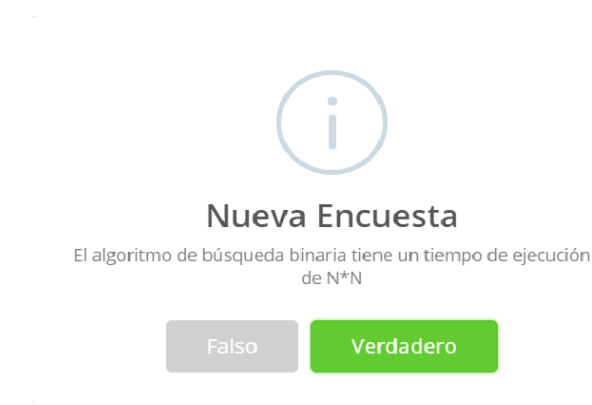 Nueva Encuesta
El algoritmo de búsqueda binaria tiene un tiempo de ejecución
de N*N
Falso
Verdadero